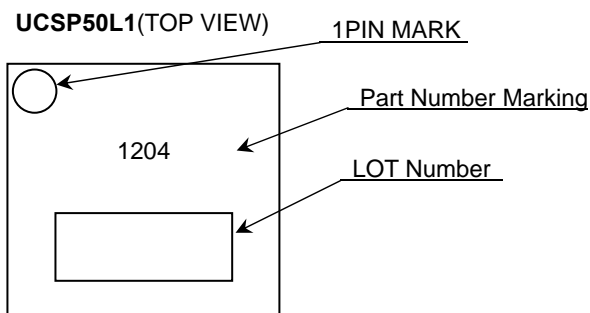 UCSP50L1(TOP VIEW)
1PIN MARK
Part Number Marking
1204
LOT Number